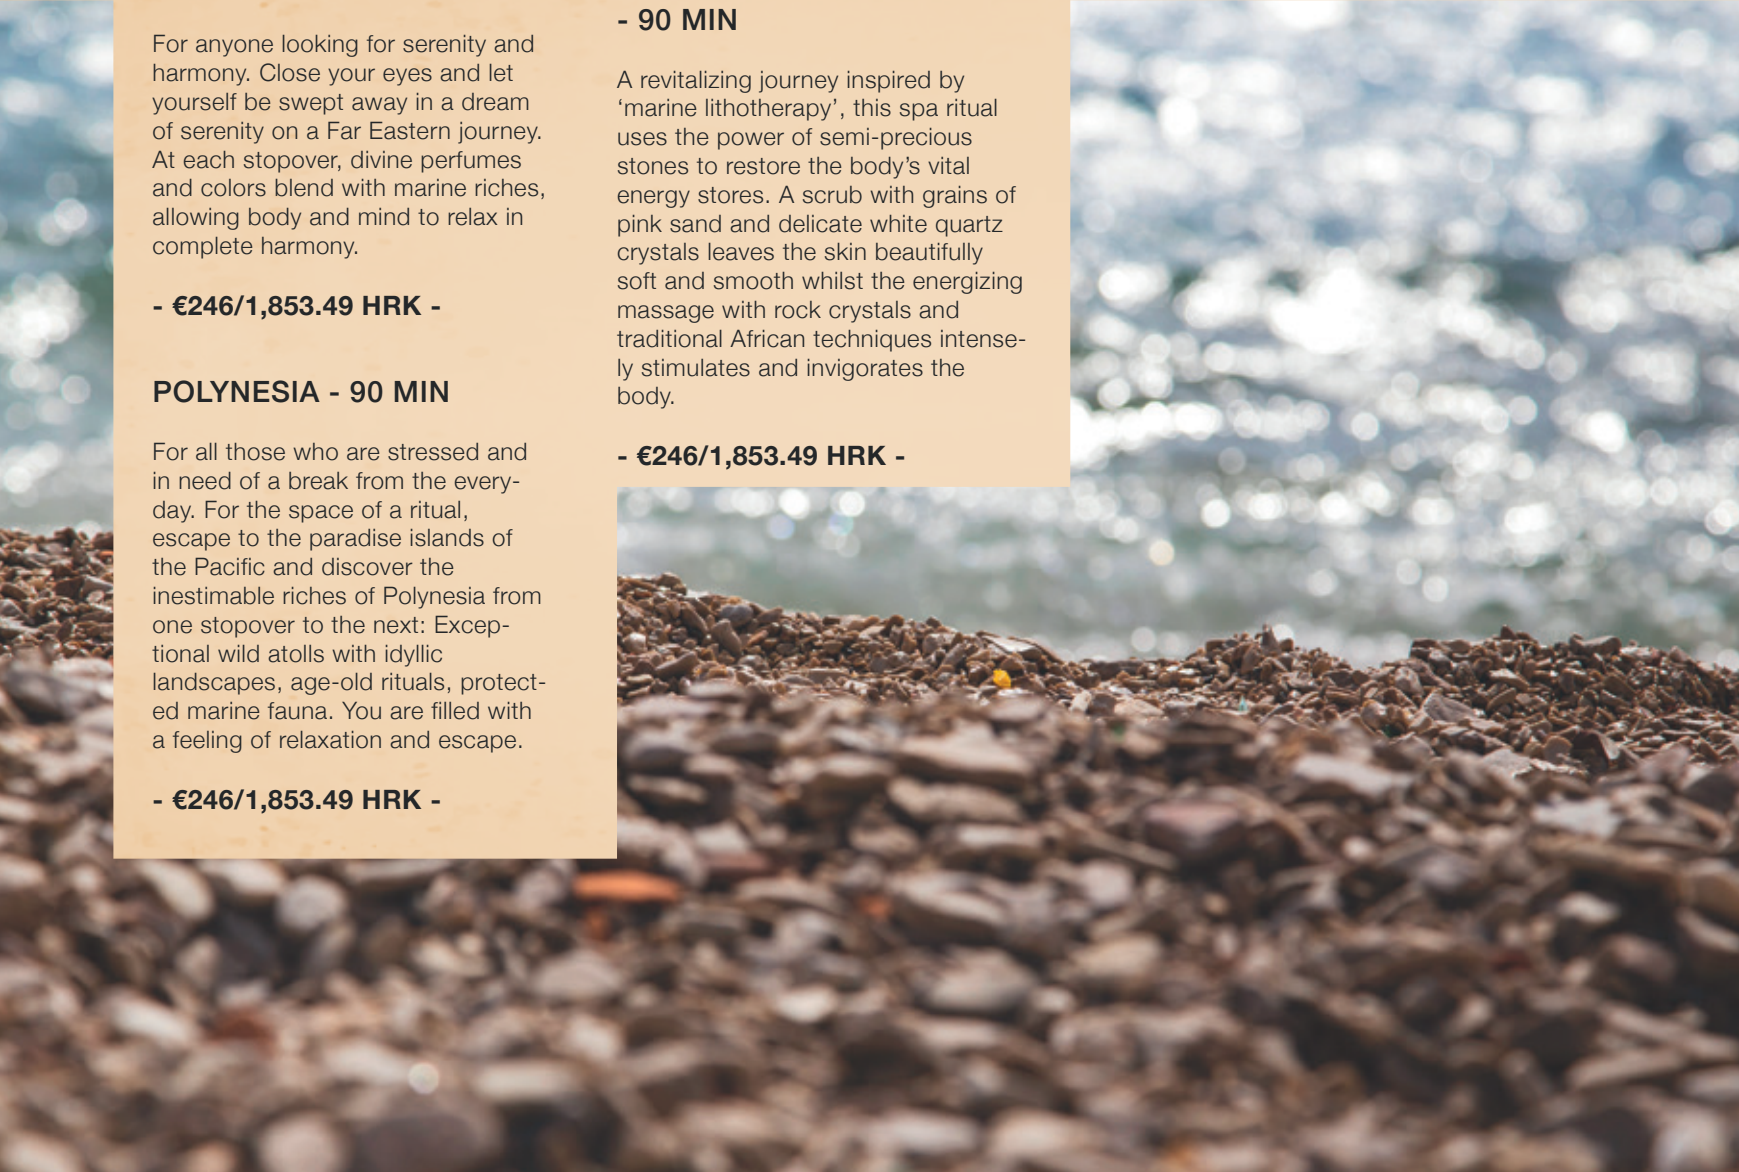 For anyone looking for serenity and
harmony. Close your eyes and let
yourself be swept away in a dream
of serenity on a Far Eastern journey.
At each stopover, divine perfumes
and colors blend with marine riches,
allowing body and mind to relax in
complete harmony.
- €246/1,853.49 HRK -
POLYNESIA - 90 MIN
For all those who are stressed and
in need of a break from the every-
day. For the space of a ritual,
escape to the paradise islands of
the Pacific and discover the
inestimable riches of Polynesia from
one stopover to the next: Excep-
tional wild atolls with idyllic
landscapes, age-old rituals, protect-
ed marine fauna. You are filled with
a feeling of relaxation and escape.
- €246/1,853.49 HRK -
- 90 MIN
A revitalizing journey inspired by
‘marine lithotherapy’, this spa ritual
uses the power of semi-precious
stones to restore the body’s vital
energy stores. A scrub with grains of
pink sand and delicate white quartz
crystals leaves the skin beautifully
soft and smooth whilst the energizing
massage with rock crystals and
traditional African techniques intense-
ly stimulates and invigorates the
body.
- €246/1,853.49 HRK -